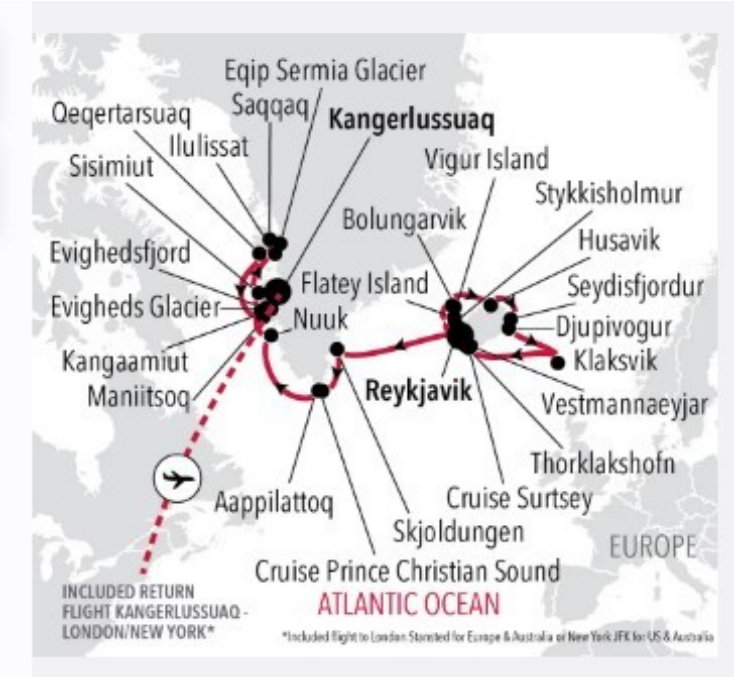 Eqip Sermia Glacier
Qeqertarsuaq
Saqqaq
Kangerlussuaq
Ilulissat
Sisimiut
Vigur Island
Stykkisholmur
Bolungarvik
Husavik
Evighedsfjord
Flatey Island
Seydisfjordur
Evigheds Glacier
Nuuk
Djupivogur
Kangaamiut
Klaksvik
Maniitsoq
Reykjavik
Vestmannaeyjar
Thorklakshofn
Aappilattoq
Cruise Surtsey
Skjoldungen
EUROPE
Cruise Prince Christian Sound
INCLUDED RETURN
FLIGHT KANGERLUSSUAQ -
LONDON/NEW YORK*
ATLANTIC OCEAN
*Included flight to London Stansted for Europe & Australia or New York JFK for US & Australia